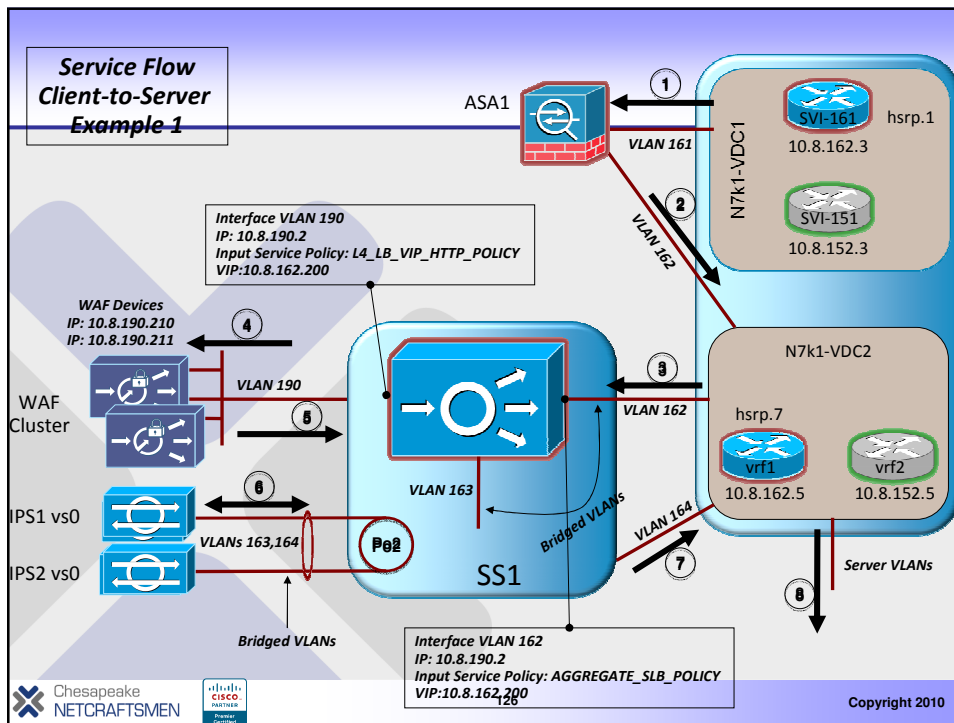 Service Flow
Client-to-Server
Example 1
ASA1
1
VLAN 161
N7k1-VDC1
SVI-161
hsrp.1
10.8.162.3
SVI-151
10.8.152.3
2
VLAN 162
Interface VLAN 190
IP: 10.8.190.2
Input Service Policy: L4_LB_VIP_HTTP_POLICY
VIP:10.8.162.200
WAF Devices
IP: 10.8.190.210
IP: 10.8.190.211
4
WAF
Cluster
VLAN 190
5
3
VLAN 162
N7k1-VDC2
hsrp.7
vrf1
10.8.162.5
vrf2
10.8.152.5
VLAN 163
Bridged VLANs
6
IPS1 vs0
VLANs 163,164
IPS2 vs0
Po2
SS1
VLAN 164
7
Server VLANs
8
Bridged VLANs
Interface VLAN 162
IP: 10.8.190.2
Input Service Policy: AGGREGATE_SLB_POLICY
VIP:10.8.162.200
126
Chesapeake
NETCRAFTSMEN
CISCO
PARTNER
Premier
Certified
Copyright 2010